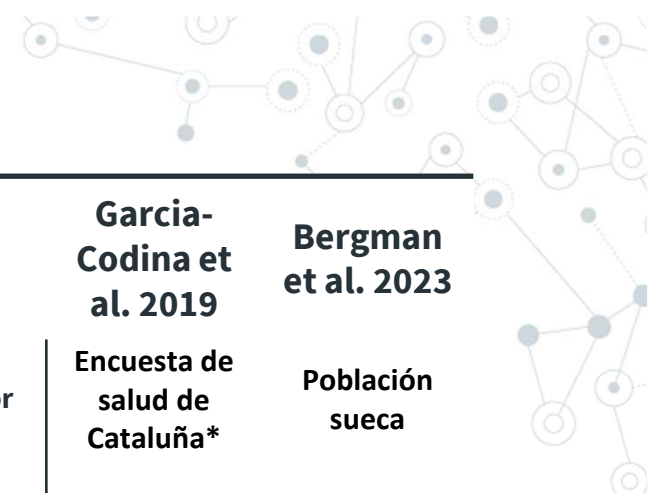 Garcia-
Codina et
al. 2019
Bergman
et al. 2023
Encuesta de
salud de
Cataluña*
Población
sueca